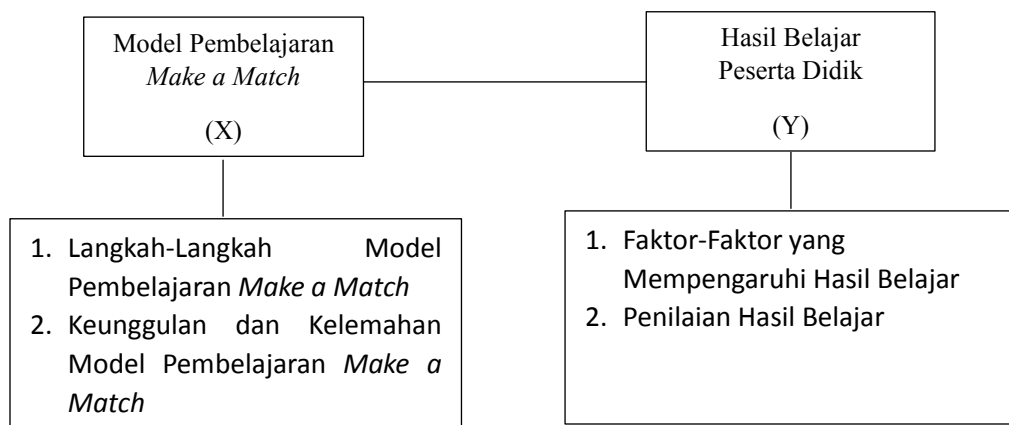 Model Pembelajaran
Make a Match
(X)
Hasil Belajar
Peserta Didik
(Y)
1. Langkah-Langkah Model
Pembelajaran Make a Match
2. Keunggulan dan Kelemahan
Model Pembelajaran Make a
Match
1. Faktor-Faktor yang
Mempengaruhi Hasil Belajar
2. Penilaian Hasil Belajar